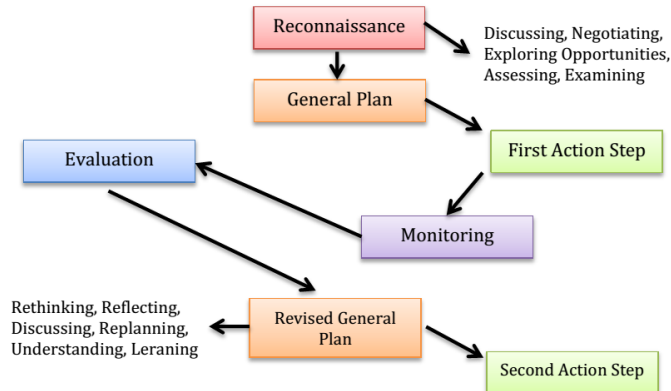 Reconnaissance
Discussing, Negotiating,
Exploring Opportunities,
Assessing, Examining
General Plan
First Action Step
Evaluation
Monitoring
Rethinking, Reflecting,
Discussing, Replanning,
Understanding, Leraning
Revised General
Plan
Second Action Step